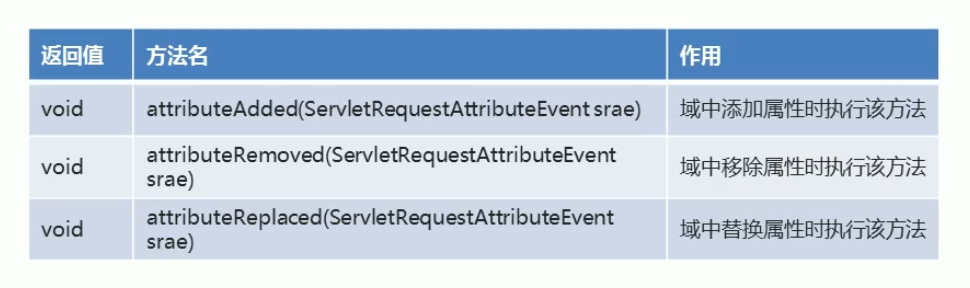 返回值 方法名 作用
void attributeAdded(ServletRequestAttributeEvent srae) 域中添加属性时执行该方法
void attributeRemoved(ServletRequestAttributeEvent srae) 域中移除属性时执行该方法
void attributeReplaced(ServletRequestAttributeEvent srae) 域中替换属性时执行该方法